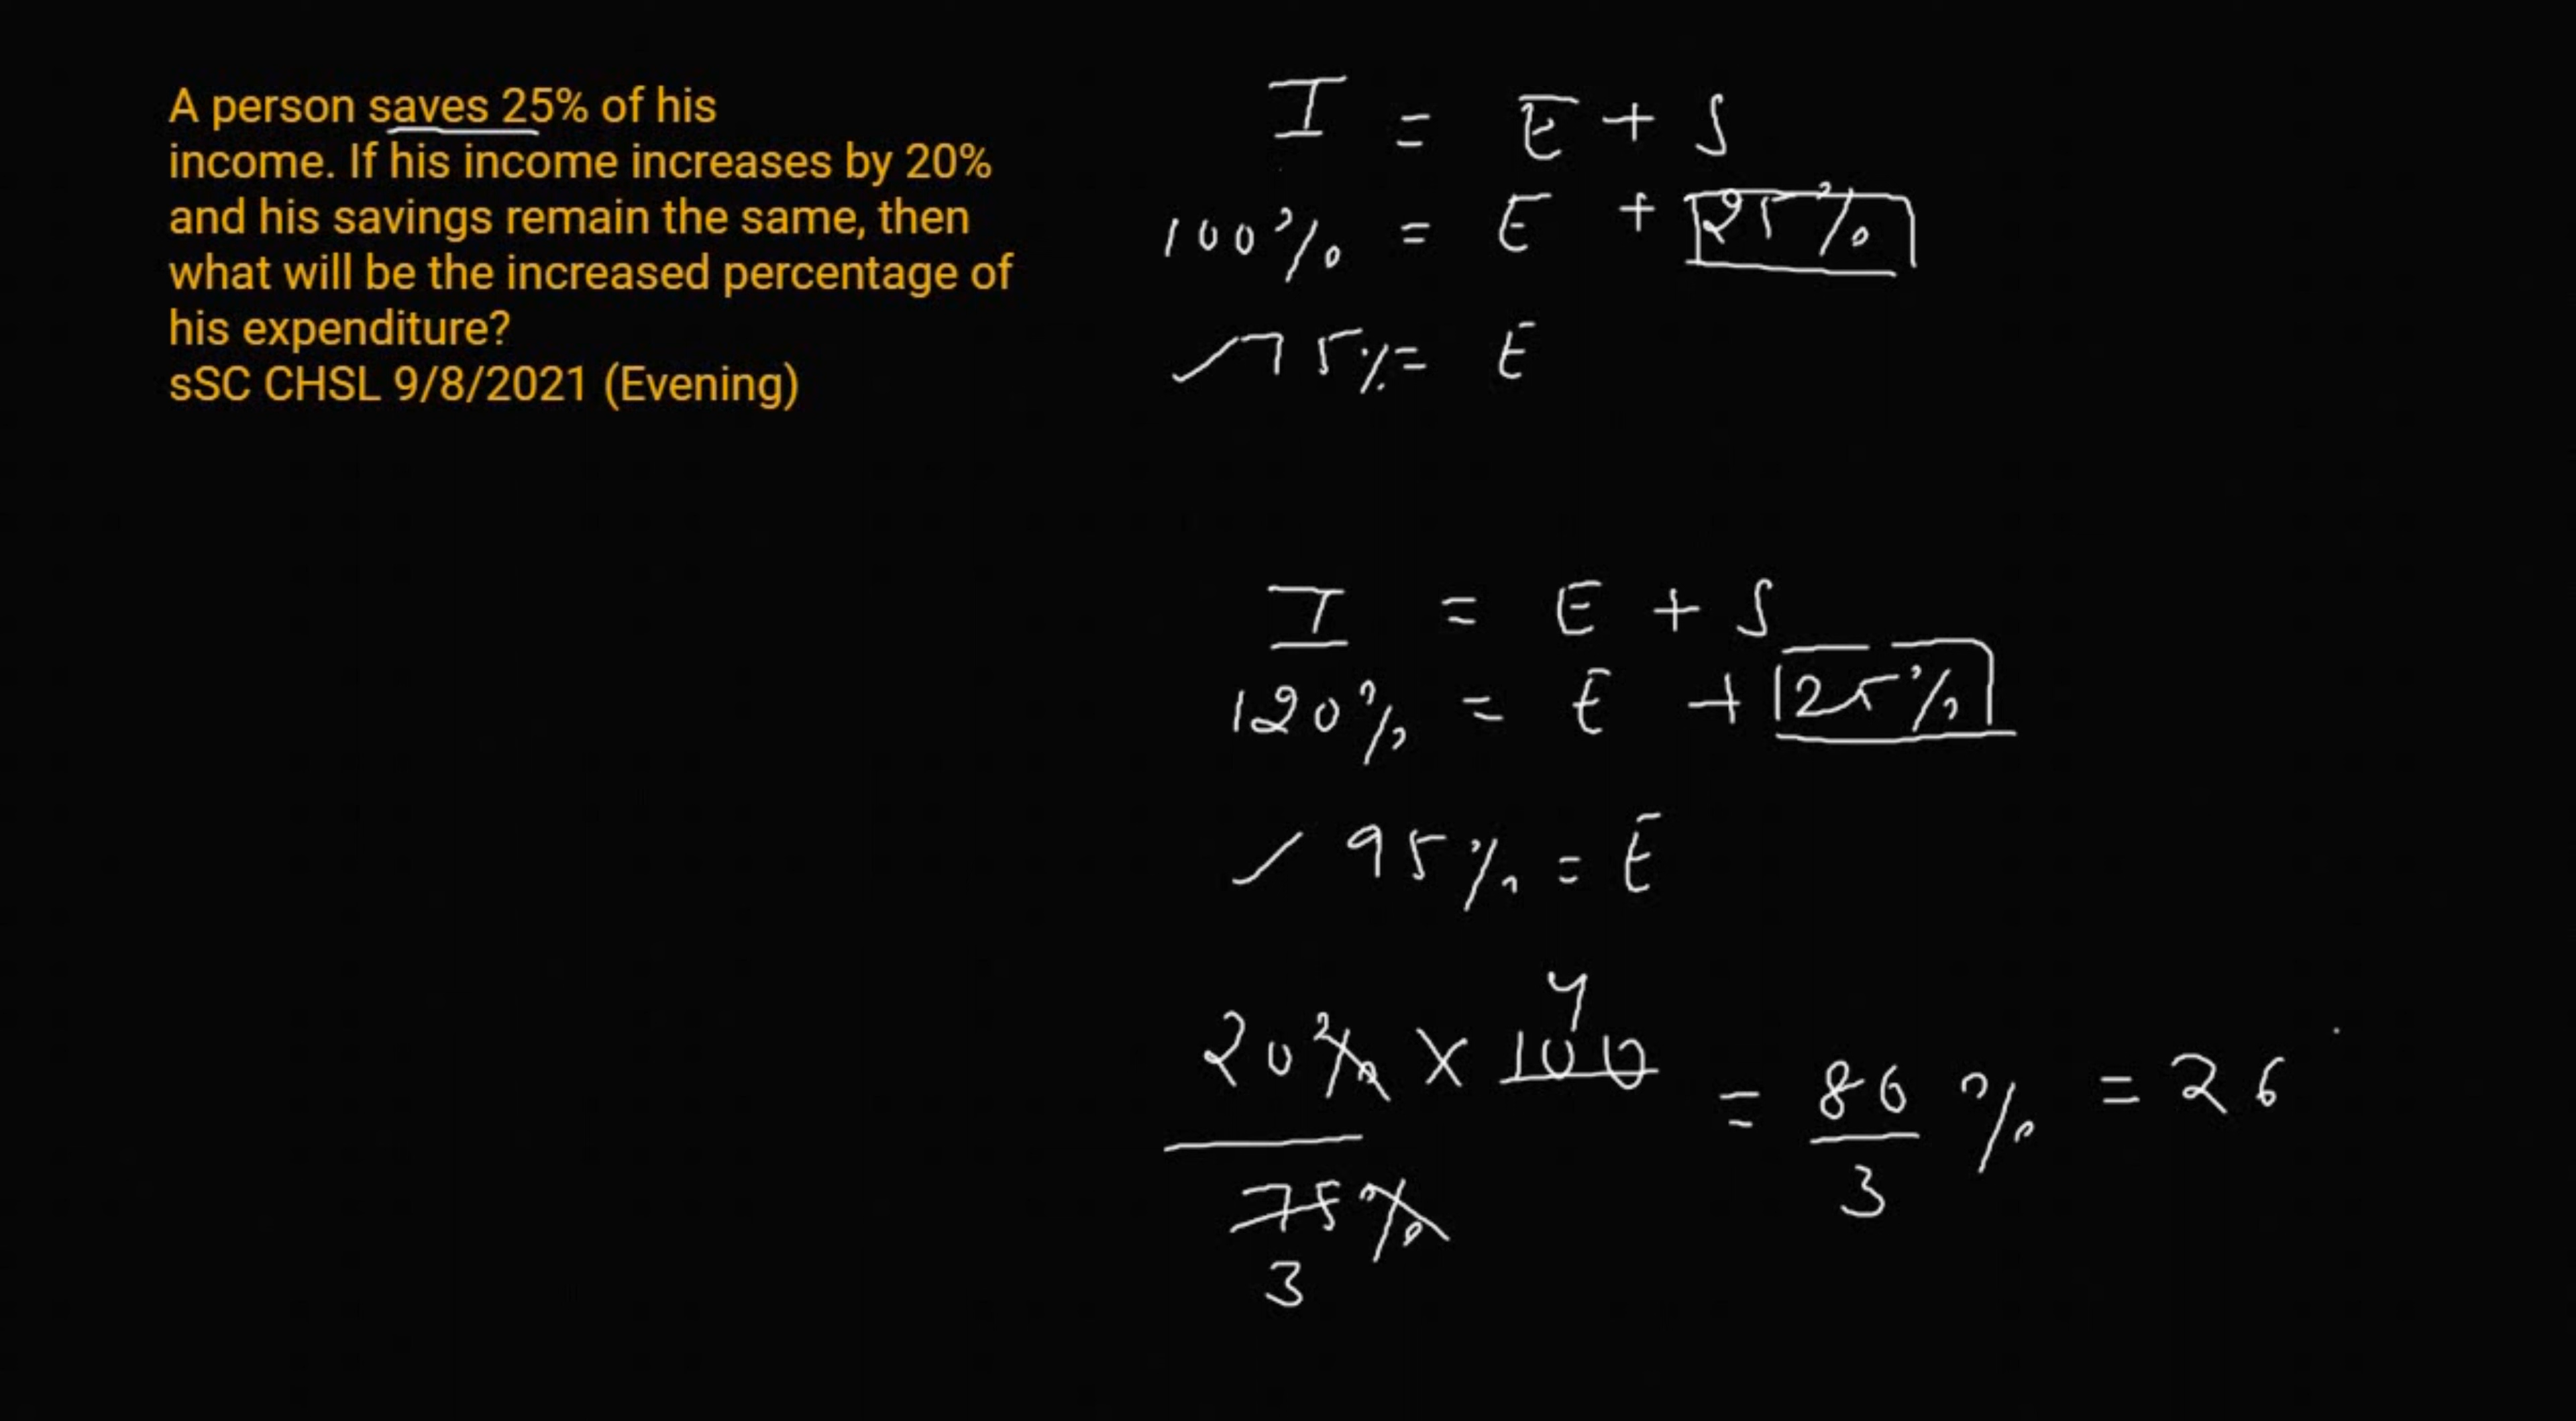 A person saves 25% of his
income. If his income increases by 20%
and his savings remain the same, then
what will be the increased percentage of
his expenditure?
sSC CHSL 9/8/2021 (Evening)
I = E + S
100% = E + 25%
75% = E
I = E + S
120% = E + 25%
95% = E
4
20% X 100
75%
3
= 80/3 % = 26